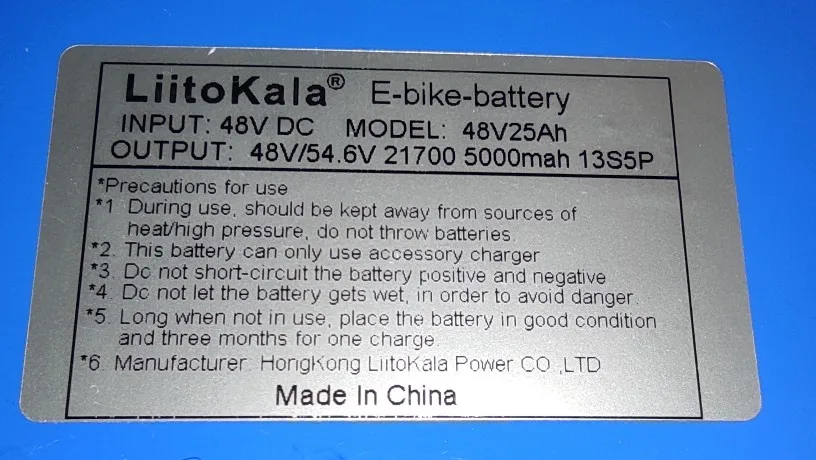 LiitoKala® E-bike-battery
INPUT: 48V DC MODEL: 48V25Ah
OUTPUT: 48V/54.6V 21700 5000mah 13S5P
*Precautions for use
*1 During use, should be kept away from sources of
heat/high pressure, do not throw batteries.
*2. This battery can only use accessory charger
*3. Do not short-circuit the battery positive and negative
*4. Do not let the battery gets wet, in order to avoid danger.
*5. Long when not in use, place the battery in good condition
and three months for one charge.
*6. Manufacturer: HongKong LiitoKala Power CO ,LTD
Made In China